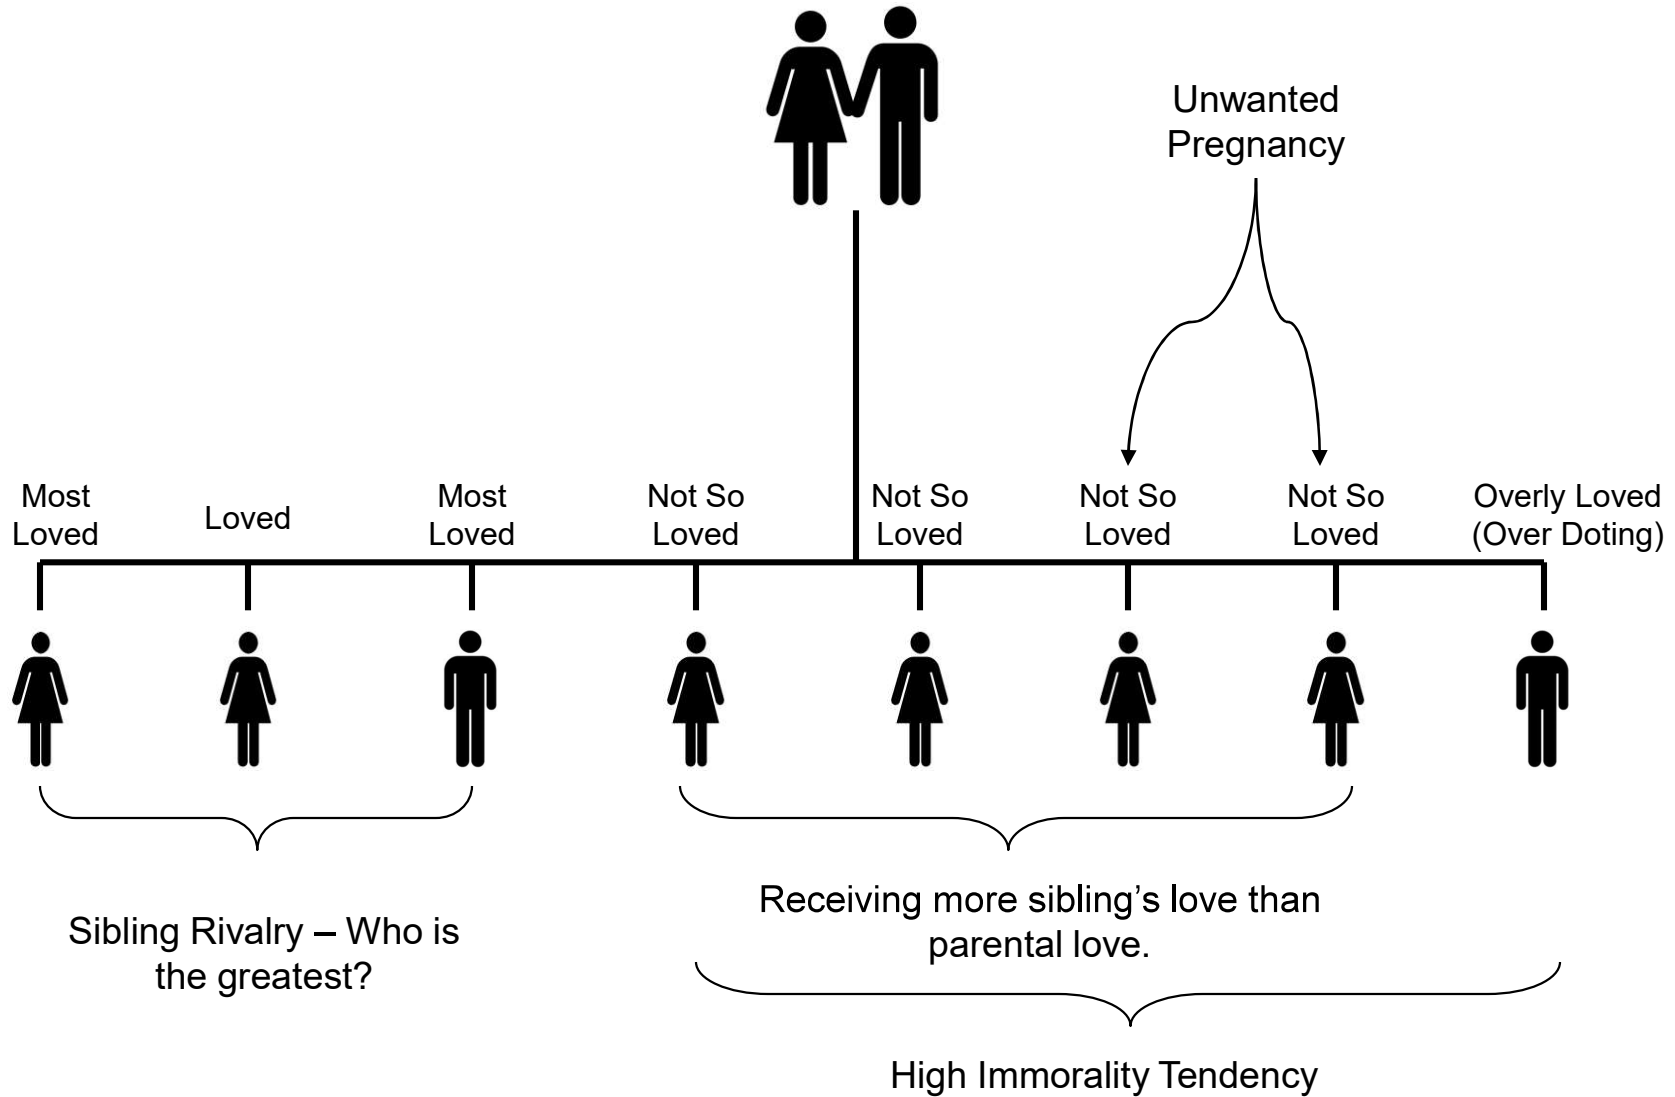 Unwanted
Pregnancy
Most
Loved
Loved
Most
Loved
Not So
Loved
Not So
Loved
Not So
Loved
Not So
Loved
Overly Loved
(Over Doting)
Sibling Rivalry – Who is
the greatest?
Receiving more sibling’s love than
parental love.
High Immorality Tendency